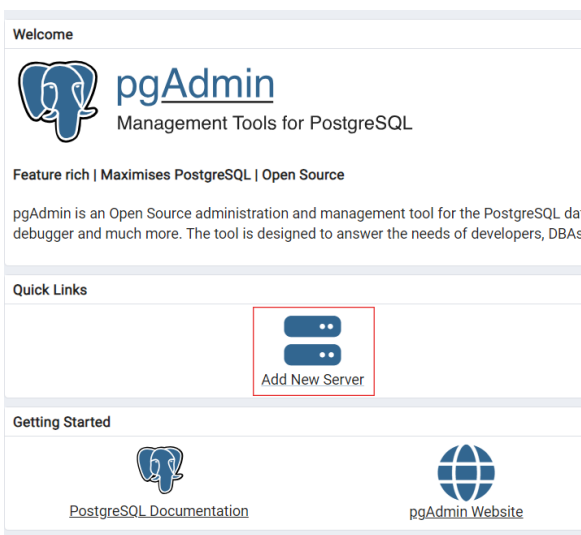 Welcome
pgAdmin
Management Tools for PostgreSQL
Feature rich | Maximises PostgreSQL | Open Source
pgAdmin is an Open Source administration and management tool for the PostgreSQL
debugger and much more. The tool is designed to answer the needs of developers, DBAs
Quick Links
Add New Server
Getting Started
PostgreSQL Documentation
pgAdmin Website